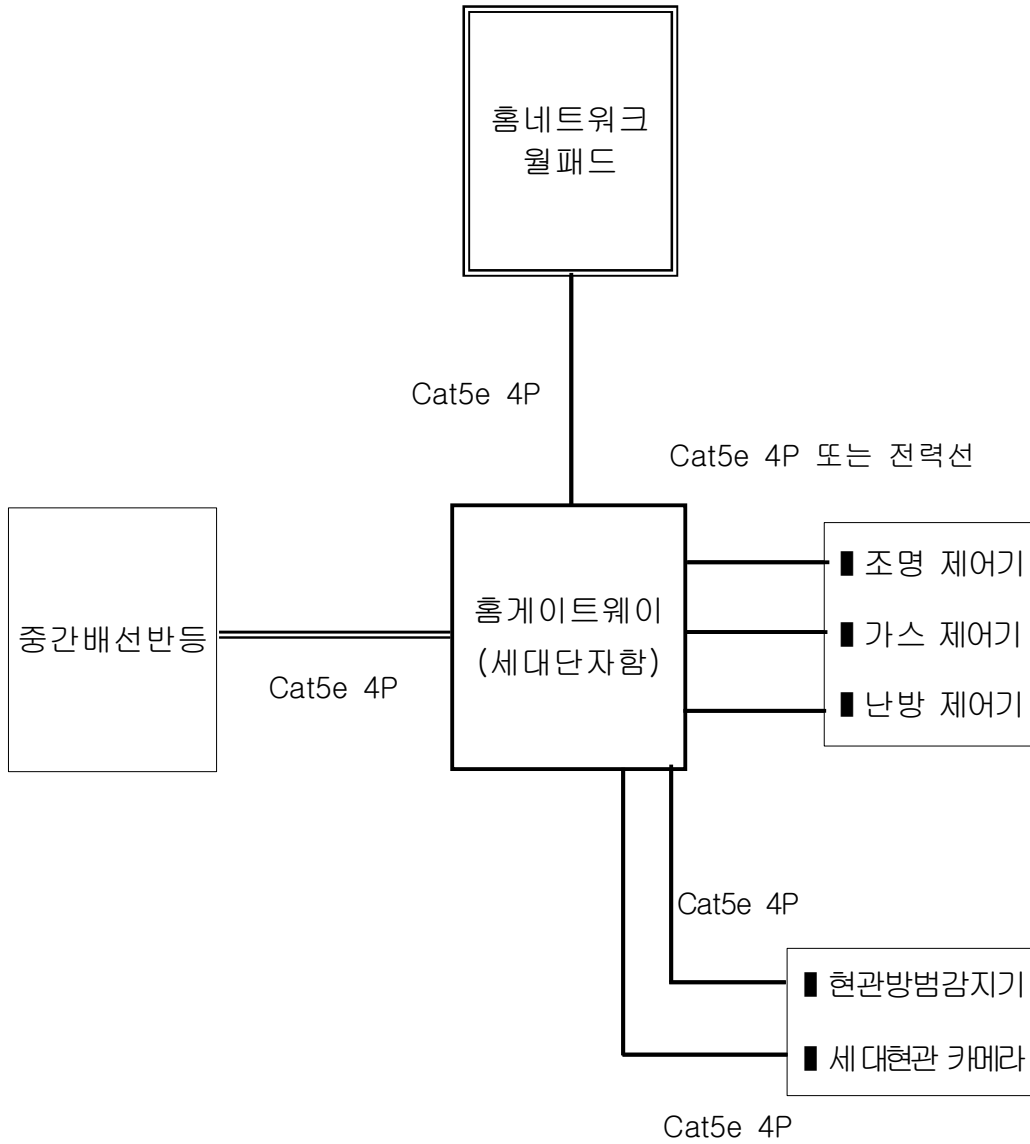 홈네트워크
월패드
Cat5e 4P
Cat5e 4P 또는 전력선
중간배선반등
Cat5e 4P
홈게이트웨이
(세대단자함)
■ 조명 제어기
■ 가스 제어기
■ 난방 제어기
Cat5e 4P
■ 현관방범감지기
■ 세대현관 카메라
Cat5e 4P